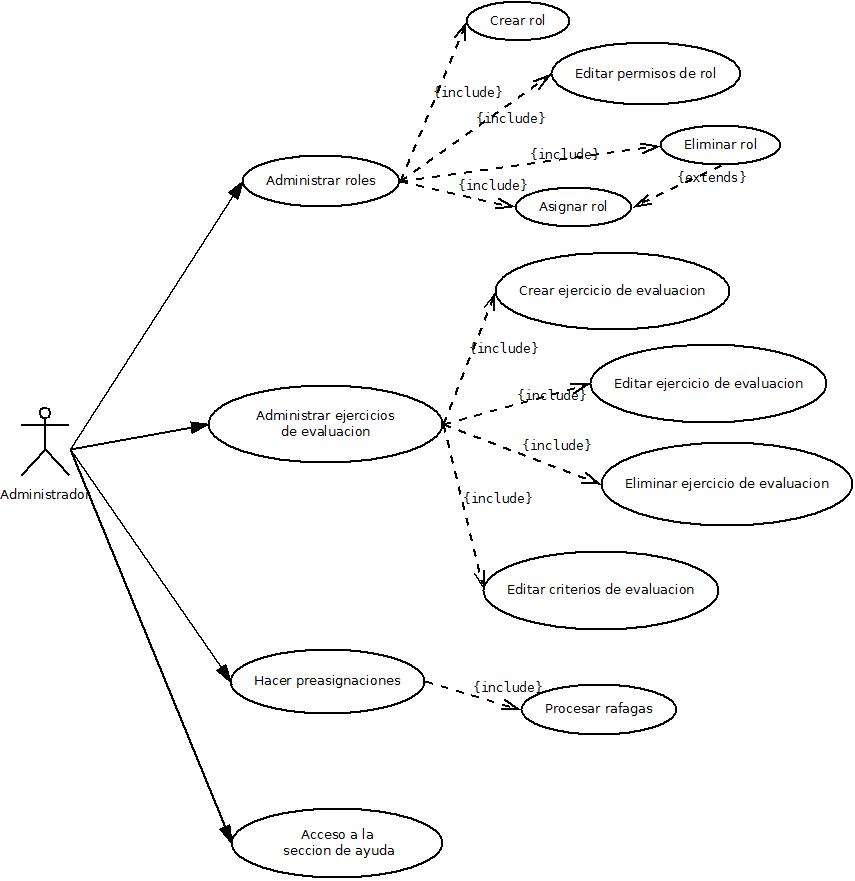 Crear rol
Editar permisos de rol
{include}
{include}
Eliminar rol
{include}
{extends}
Administrar roles
{include}
Asignar rol
Crear ejercicio de evaluacion
{include}
Editar ejercicio de evaluacion
{include}
Administrar ejercicios
de evaluacion
{include}
Eliminar ejercicio de evaluacion
Administrador
{include}
Editar criterios de evaluacion
Hacer preasignaciones
{include}
Procesar rafagas
Acceso a la
seccion de ayuda